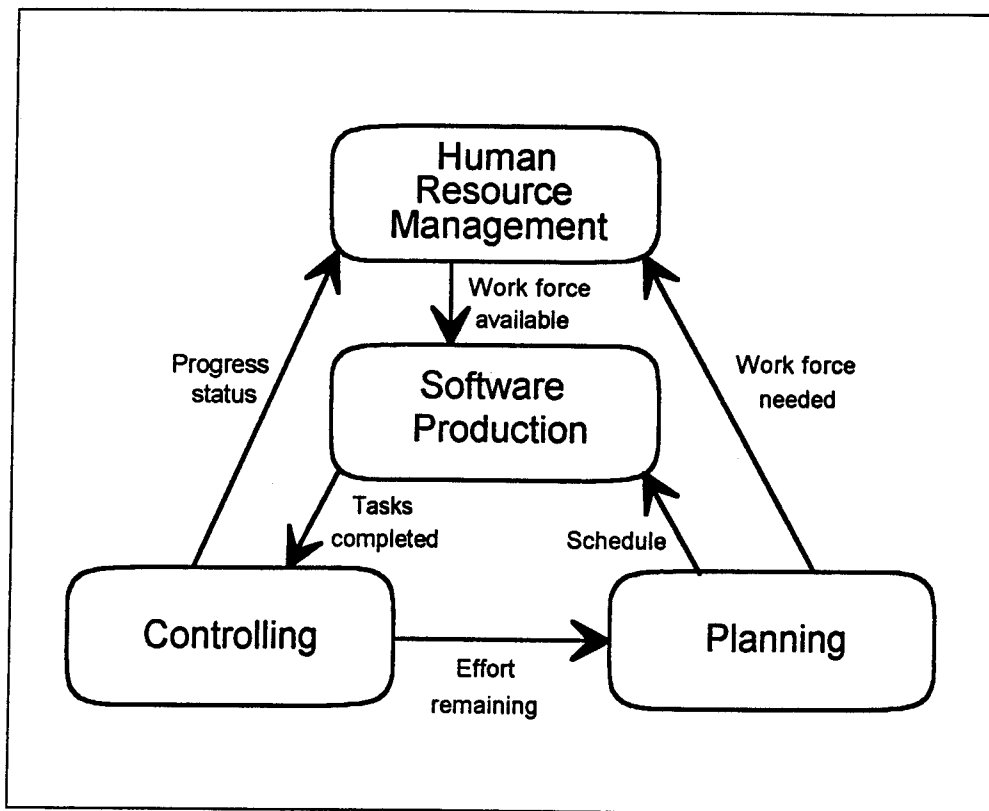 Human
Resource
Management
Work force
available
Progress
status
Work force
needed
Software
Production
Tasks
completed
Schedule
Controlling
Planning
Effort
remaining